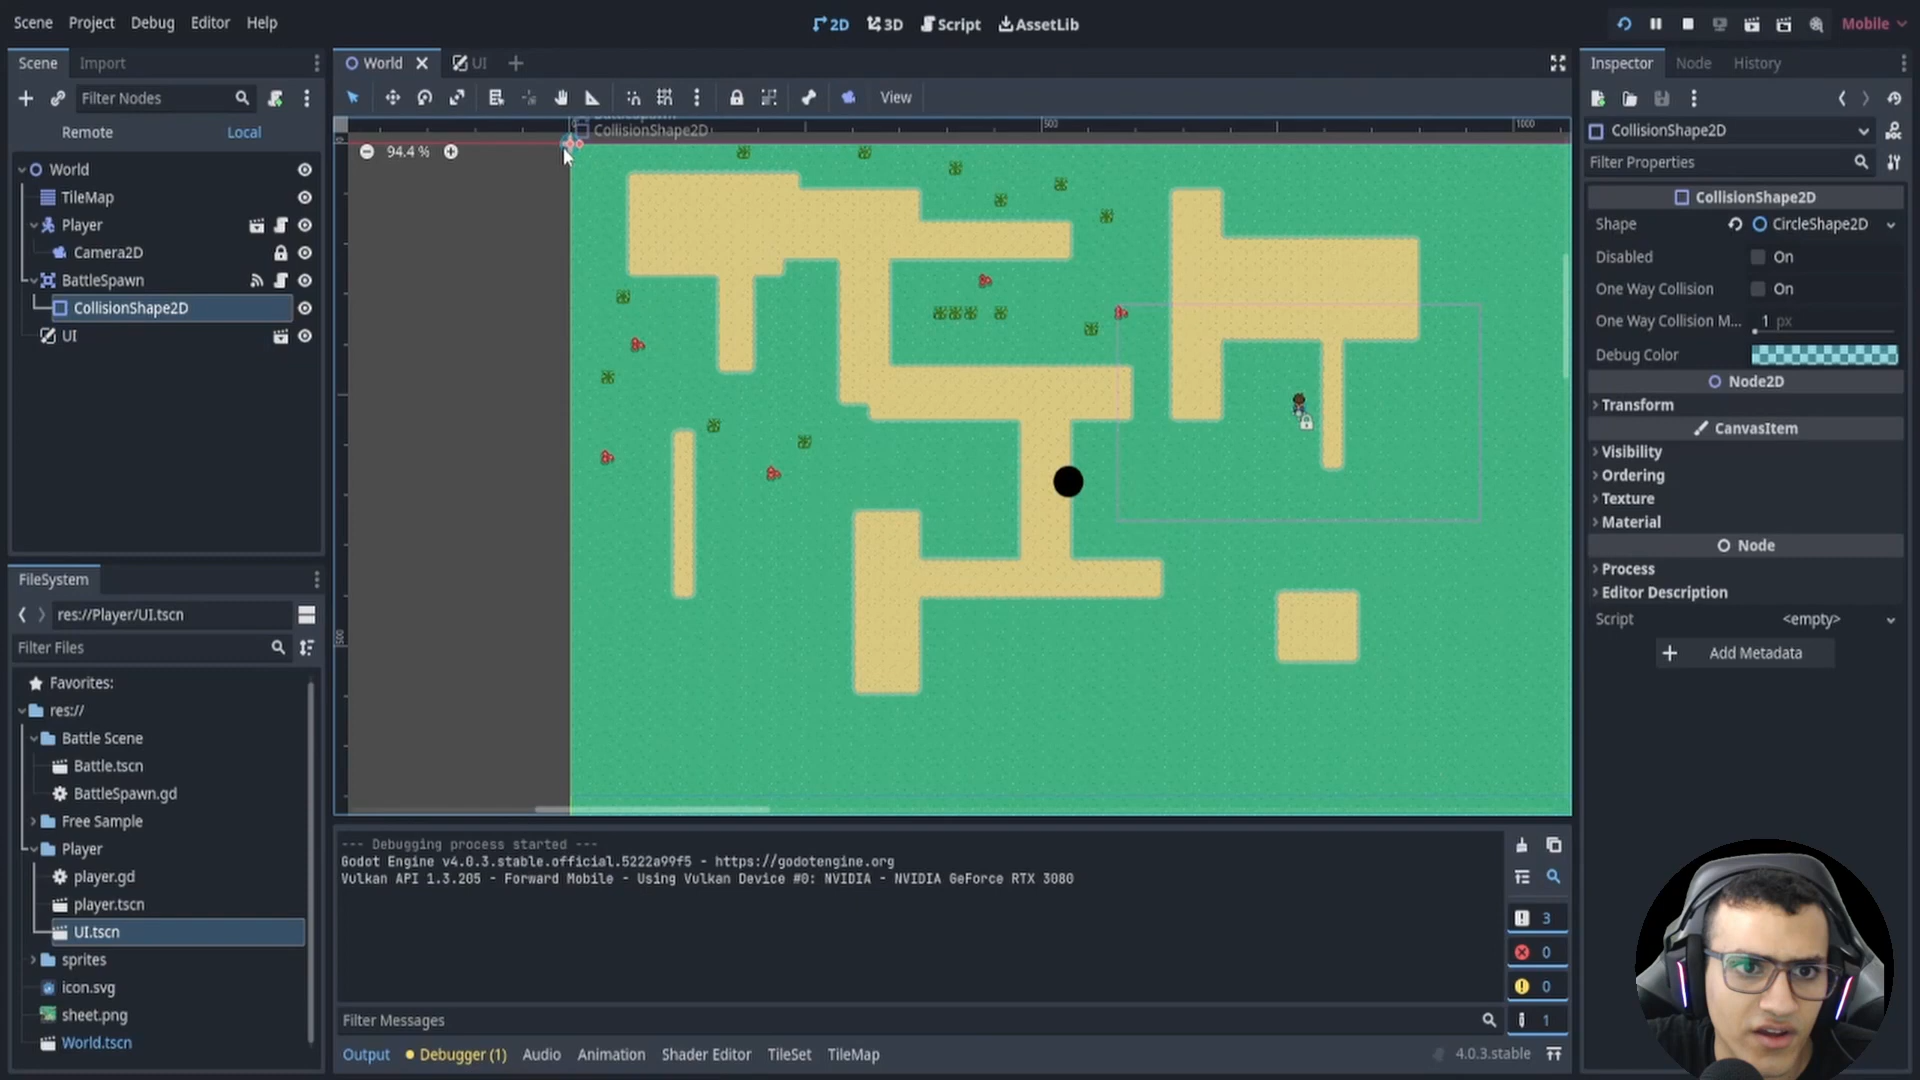 Scene Project Debug Editor Help
2D 3D Script AssetLib
Mobile
Scene Import
World UI
Inspector Node History
Filter Nodes
View
Remote Local
CollisionShape2D
500
1000
CollisionShape2D
94.4 %
Filter Properties
World
TileMap
Player
Camera2D
BattleSpawn
CollisionShape2D
UI
CollisionShape2D
Shape CircleShape2D
Disabled On
One Way Collision On
One Way Collision M... 1 px
Debug Color
Node2D
Transform
CanvasItem
Visibility
Ordering
Texture
Material
Node
Process
Editor Description
Script <empty>
Add Metadata
500
FileSystem
res://Player/UI.tscn
Filter Files
Favorites:
res://
Battle Scene
Battle.tscn
BattleSpawn.gd
Free Sample
Player
player.gd
player.tscn
UI.tscn
sprites
icon.svg
sheet.png
World.tscn
--- Debugging process started ---
Godot Engine v4.0.3.stable.official.5222a99f5 - https://godotengine.org
Vulkan API 1.3.205 - Forward Mobile - Using Vulkan Device #0: NVIDIA - NVIDIA GeForce RTX 3080
3
0
0
1
Filter Messages
Output Debugger (1) Audio Animation Shader Editor TileSet TileMap
4.0.3.stable